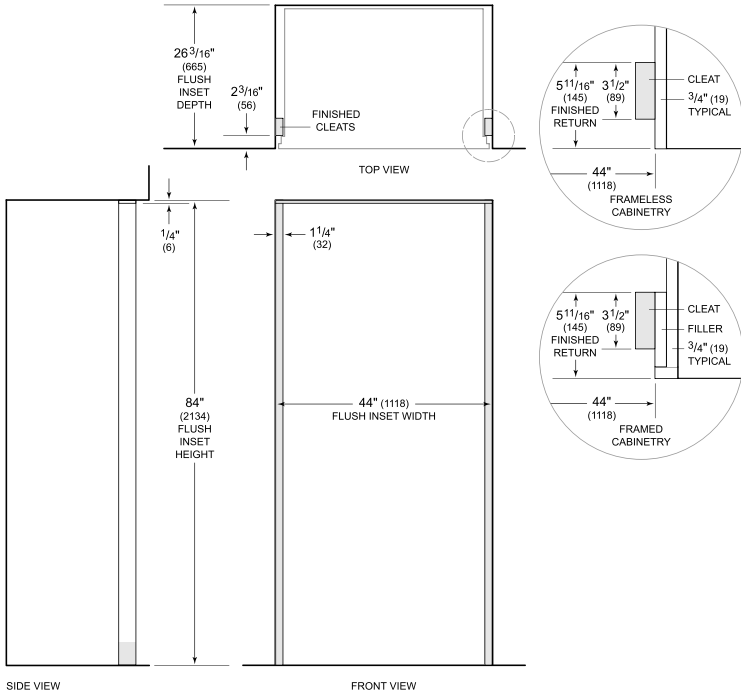 26 3/16"
(665)
FLUSH
INSET
DEPTH
2 3/16"
(56)
FINISHED
CLEATS
TOP VIEW
5 11/16"
(145)
FINISHED
RETURN
3 1/2"
(89)
CLEAT
3/4" (19)
TYPICAL
44"
(1118)
FRAMELESS
CABINETRY
1/4"
(6)
1 1/4"
(32)
84"
(2134)
FLUSH
INSET
HEIGHT
44" (1118)
FLUSH INSET WIDTH
5 11/16"
(145)
FINISHED
RETURN
3 1/2"
(89)
CLEAT
FILLER
3/4" (19)
TYPICAL
44"
(1118)
FRAMED
CABINETRY
SIDE VIEW
FRONT VIEW